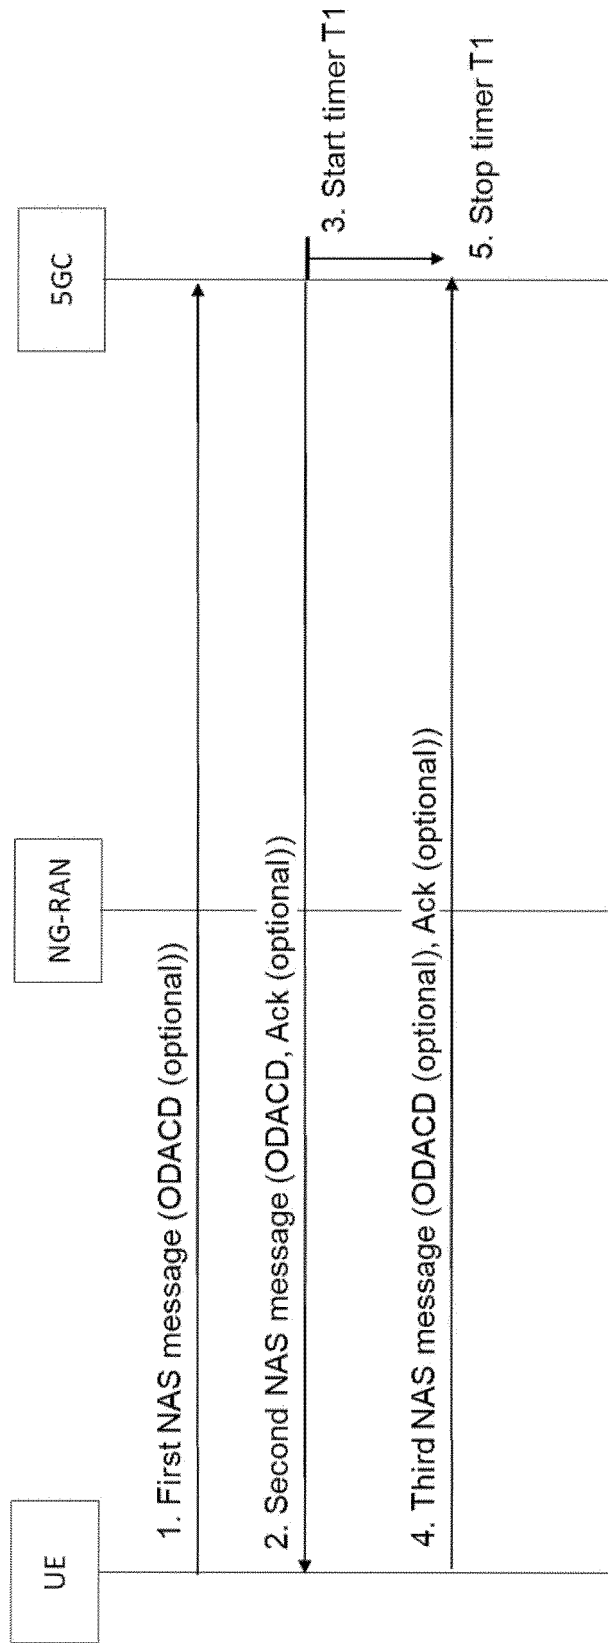 UE
NG-RAN
5GC
1. First NAS message (ODACD (optional))
2. Second NAS message (ODACD, Ack (optional))
3. Start timer T1
4. Third NAS message (ODACD (optional), Ack (optional))
5. Stop timer T1